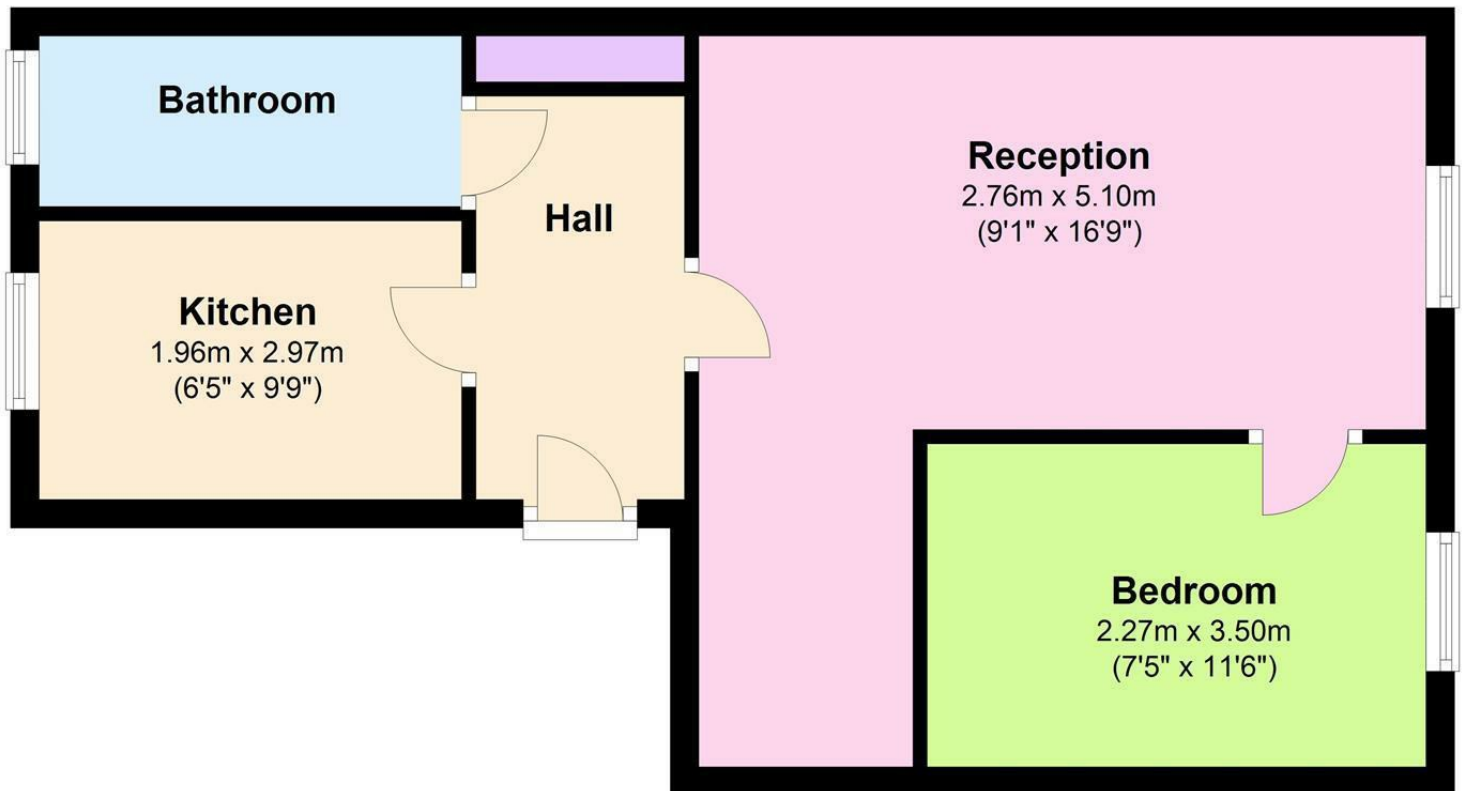 Bathroom
Hall
Kitchen
1.96m x 2.97m
(6'5" x 9'9")
Reception
2.76m x 5.10m
(9'1" x 16'9")
Bedroom
2.27m x 3.50m
(7'5" x 11'6")